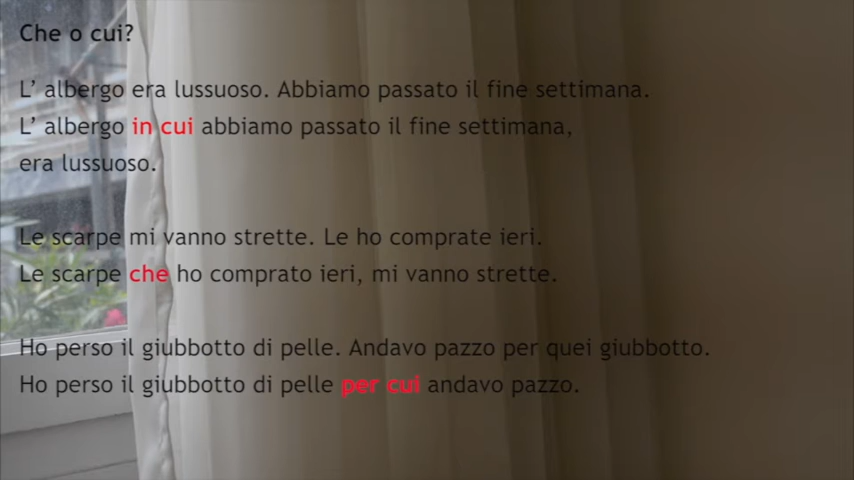 Che o cui?
L' albergo era lussuoso. Abbiamo passato il fine settimana.
L' albergo in cui abbiamo passato il fine settimana,
era lussuoso.
Le scarpe mi vanno strette. Le ho comprate ieri.
Le scarpe che ho comprato ieri, mi vanno strette.
Ho perso il giubbotto di pelle. Andavo pazzo per quei giubbotto.
Ho perso il giubbotto di pelle per cui andavo pazzo.